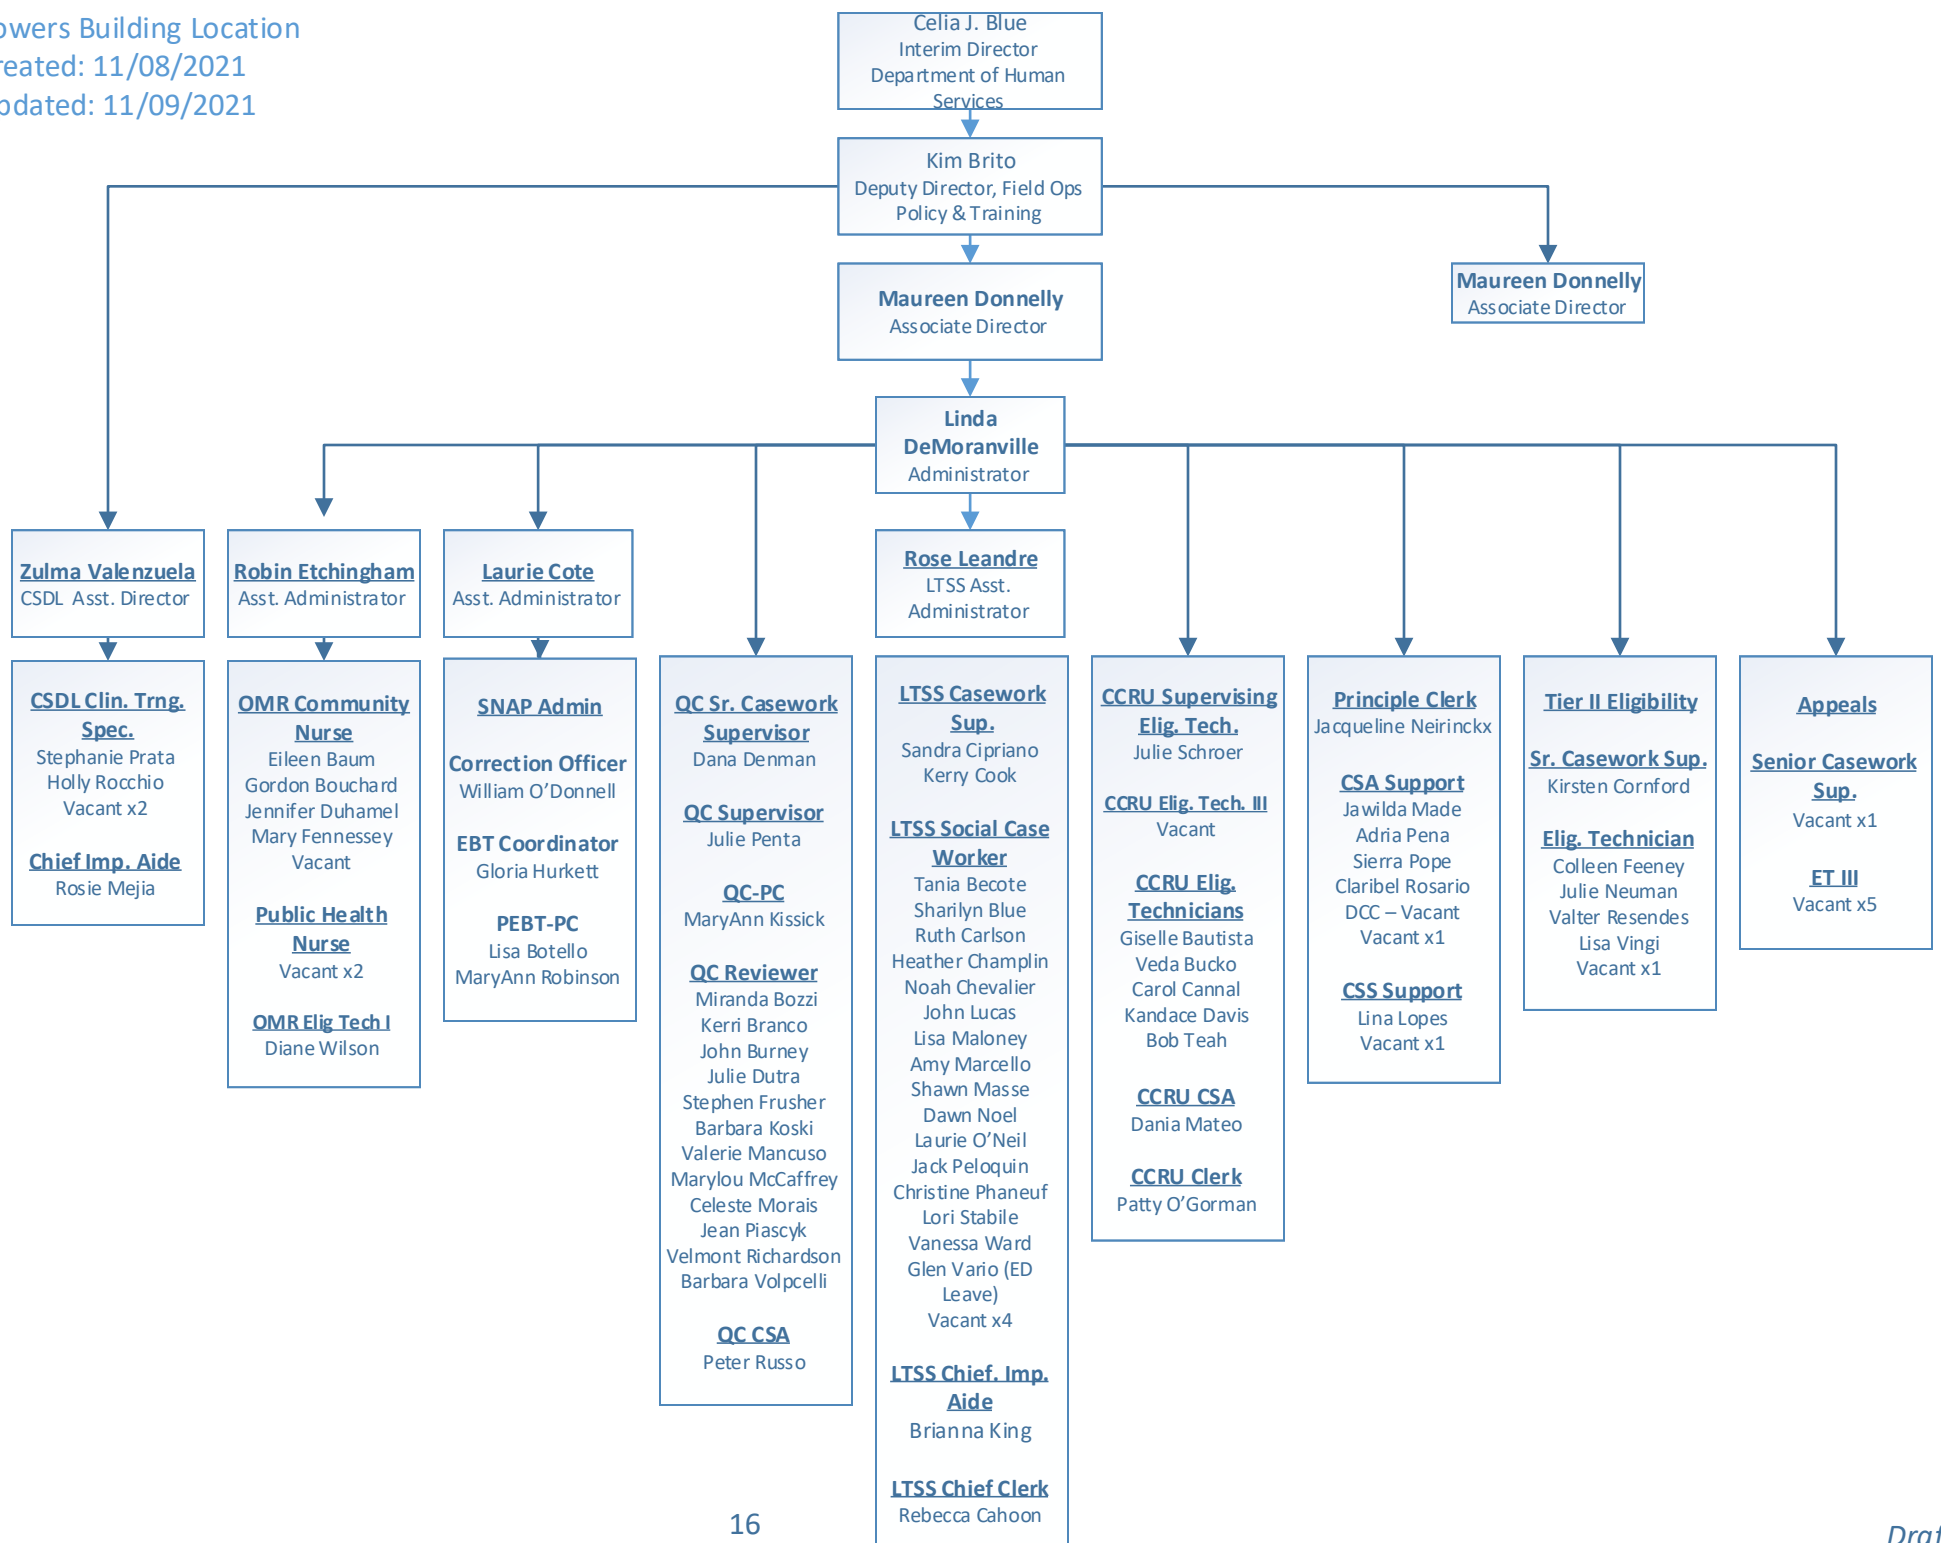 owers Building Location
reated: 11/08/2021
pdated: 11/09/2021
Celia J. Blue
Interim Director
Department of Human
Services
Kim Brito
Deputy Director, Field Ops
Policy & Training
Maureen Donnelly
Associate Director
Maureen Donnelly
Associate Director
Linda
DeMoranville
Administrator
Zulma Valenzuela
CSDL Asst. Director
Robin Etchingham
Asst. Administrator
Laurie Cote
Asst. Administrator
Rose Leandre
LTSS Asst.
Administrator
CSDL Clin. Trng.
Spec.
Stephanie Prata
Holly Rocchio
Vacant x2
Chief Imp. Aide
Rosie Mejia
OMR Community
Nurse
Eileen Baum
Gordon Bouchard
Jennifer Duhamel
Mary Fennessey
Vacant
Public Health
Nurse
Vacant x2
OMR Elig Tech I
Diane Wilson
SNAP Admin
Correction Officer
William O’Donnell
EBT Coordinator
Gloria Hurkett
PEBT-PC
Lisa Botello
MaryAnn Robinson
QC Sr. Casework
Supervisor
Dana Denman
QC Supervisor
Julie Penta
QC-PC
MaryAnn Kissick
QC Reviewer
Miranda Bozzi
Kerri Branco
John Burney
Julie Dutra
Stephen Frusher
Barbara Koski
Valerie Mancuso
Marylou McCaffrey
Celeste Morais
Jean Piascyk
Velmont Richardson
Barbara Volpcelli
QC CSA
Peter Russo
LTSS Casework
Sup.
Sandra Cipriano
Kerry Cook
LTSS Social Case
Worker
Tania Becote
Sharilyn Blue
Ruth Carlson
Heather Champlin
Noah Chevalier
John Lucas
Lisa Maloney
Amy Marcello
Shawn Masse
Dawn Noel
Laurie O’Neil
Jack Peloquin
Christine Phaneuf
Lori Stabile
Vanessa Ward
Glen Vario (ED
Leave)
Vacant x4
LTSS Chief. Imp.
Aide
Brianna King
LTSS Chief Clerk
Rebecca Cahoon
CCRU Supervising
Elig. Tech.
Julie Schroer
CCRU Elig. Tech. III
Vacant
CCRU Elig.
Technicians
Giselle Bautista
Veda Bucko
Carol Cannal
Kandace Davis
Bob Teah
CCRU CSA
Dania Mateo
CCRU Clerk
Patty O’Gorman
Principle Clerk
Jacqueline Neirinckx
CSA Support
Jawilda Made
Adria Pena
Sierra Pope
Claribel Rosario
DCC – Vacant
Vacant x1
CSS Support
Lina Lopes
Vacant x1
Tier II Eligibility
Sr. Casework Sup.
Kirsten Cornford
Elig. Technician
Colleen Feeney
Julie Neuman
Valter Resendes
Lisa Vingi
Vacant x1
Appeals
Senior Casework
Sup.
Vacant x1
ET III
Vacant x5
16
Draf